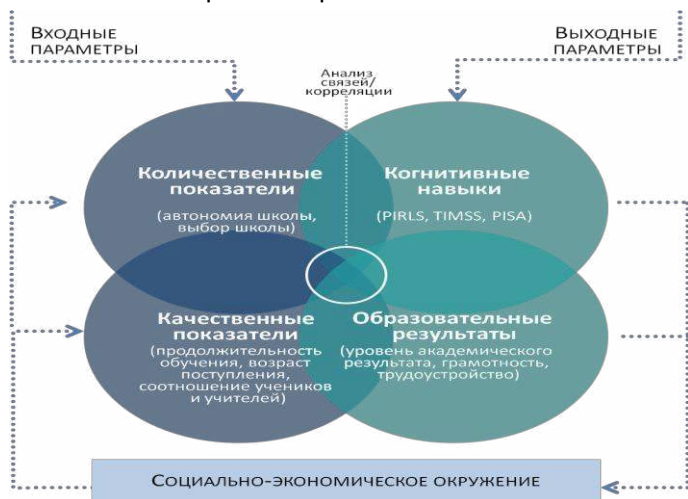 ВХОДНЫЕ
ПАРАМЕТРЫ
ВЫХОДНЫЕ
ПАРАМЕТРЫ
Анализ
связей/
корреляции
Количественные
показатели
(автономия школы,
выбор школы)
Когнитивные
навыки
(PIRLS, TIMSS, PISA)
Качественные
показатели
(продолжительность
обучения, возраст
поступления,
соотношение учеников
и учителей)
Образовательные
результаты
(уровень академического
результата, грамотность,
трудоустройство)
СОЦИАЛЬНО-ЭКОНОМИЧЕСКОЕ ОКРУЖЕНИЕ